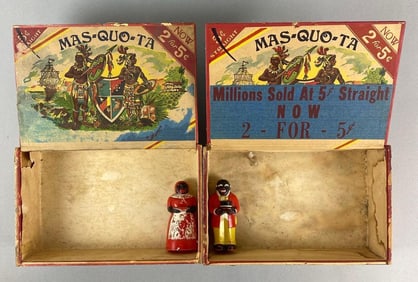 MAS-QUO-TA
NOW
2 for 5¢
STRAIGHT
MAS-QUO-TA
NOW
2 for 5¢
Millions Sold At 5¢ Straight
NOW
2 - FOR - 5¢